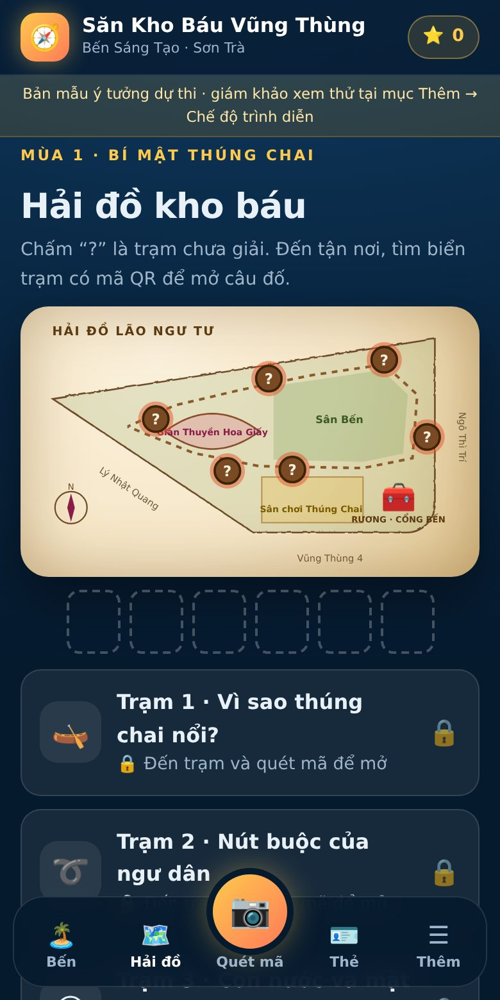 Săn Kho Báu Vũng Thùng
Bến Sáng Tạo · Sơn Trà
0
Bản mẫu ý tưởng dự thi · giám khảo xem thử tại mục Thêm →
Chế độ trình diễn
MÙA 1 · BÍ MẬT THÚNG CHAI
Hải đồ kho báu
Chấm “?” là trạm chưa giải. Đến tận nơi, tìm biển
trạm có mã QR để mở câu đố.
HẢI ĐỒ LÃO NGƯ TƯ
?
?
?
Sân Bến
Giàn Thuyền Hoa Giấy
?
Ngô Thì Trí
?
?
Lý Nhật Quang
N
Sân chơi Thúng Chai
RƯƠNG · CỔNG BẾN
Vũng Thùng 4
Trạm 1 · Vì sao thúng
chai nổi?
Đến trạm và quét mã để mở
Trạm 2 · Nút buộc của
ngư dân
Bến
Hải đồ
Quét mã
Thẻ
Thêm
Trạm 3 · Con nước và mặt